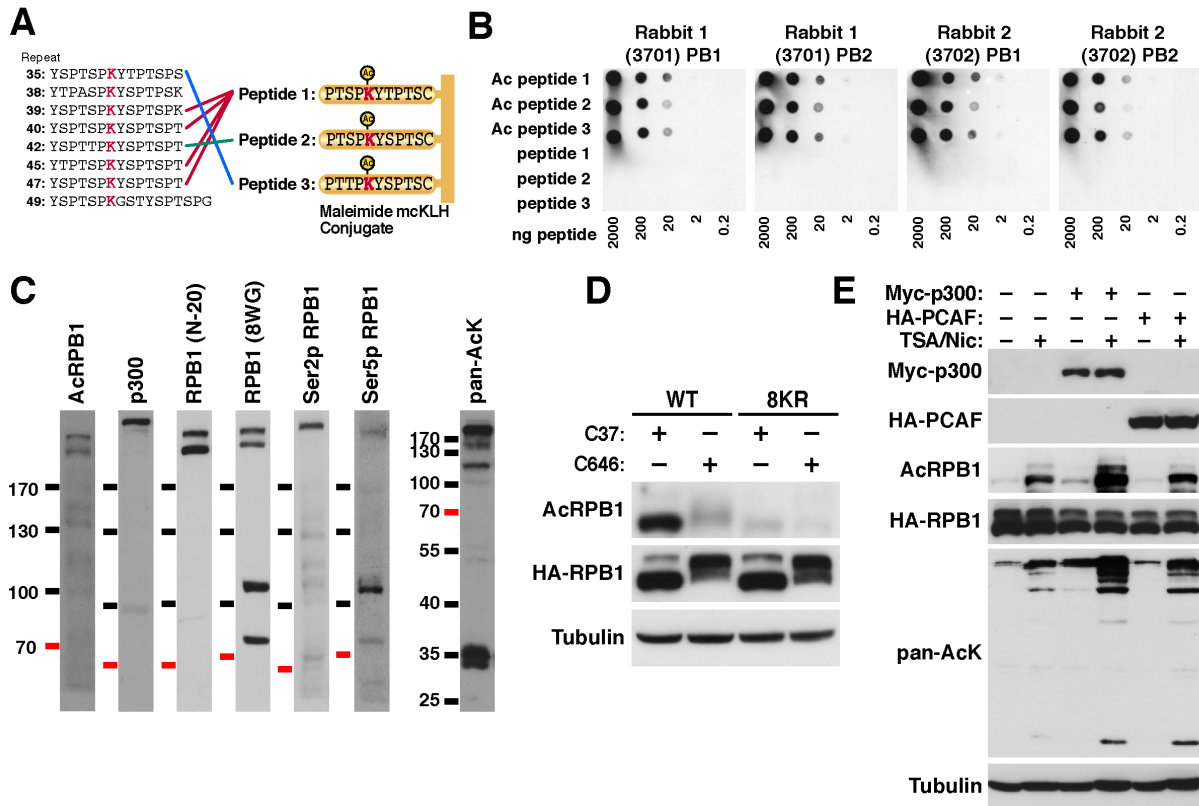 A
Repeat
35: YSPTSPKYTPTSPS
38: YTPASPKYSPTPSK
39: YSPTSPKYSPTSPK
40: YSPTSPKYSPTSPT
42: YSPTTPKYSPTSPT
45: YTPTSPKYSPTSPT
47: YSPTSPKYSPTSPT
49: YSPTSPKGSTYSPTSPG
Peptide 1: Ac PTSPKYTPTSC
Peptide 2: Ac PTSPKYSPTSC
Peptide 3: Ac PTTPKYSPTSC
Maleimide mcKLH
Conjugate
B
Rabbit 1 Rabbit 1 Rabbit 2 Rabbit 2
(3701) PB1 (3701) PB2 (3702) PB1 (3702) PB2
Ac peptide 1
Ac peptide 2
Ac peptide 3
peptide 1
peptide 2
peptide 3
ng peptide 2000 200 20 2 0.2 2000 200 20 2 0.2 2000 200 20 2 0.2 2000 200 20 2 0.2
C
AcRPB1 p300 RPB1 (N-20) RPB1 (8WG) Ser2p RPB1 Ser5p RPB1 pan-AcK
170
130
100
70
170
130
100
70
55
40
35
25
D
WT 8KR
C37: + − + −
C646: − + − +
AcRPB1
HA-RPB1
Tubulin
E
Myc-p300: − − + + − −
HA-PCAF: − − − − + +
TSA/Nic: − + − + − +
Myc-p300
HA-PCAF
AcRPB1
HA-RPB1
pan-AcK
Tubulin